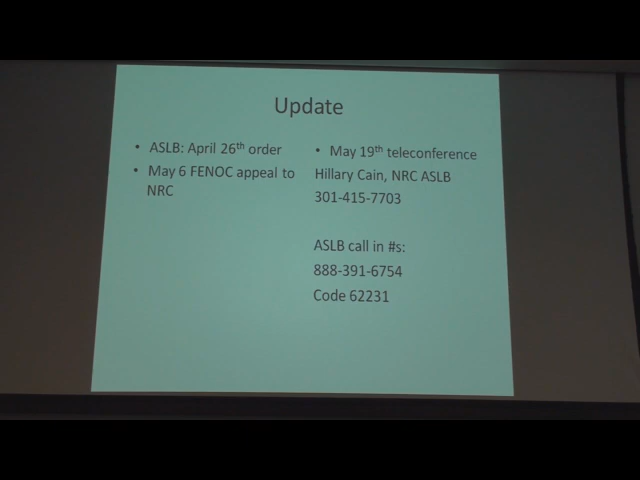 Update
• ASLB: April 26th order
• May 6 FENOC appeal to
NRC
• May 19th teleconference
Hillary Cain, NRC ASLB
301-415-7703
ASLB call in #s:
888-391-6754
Code 62231